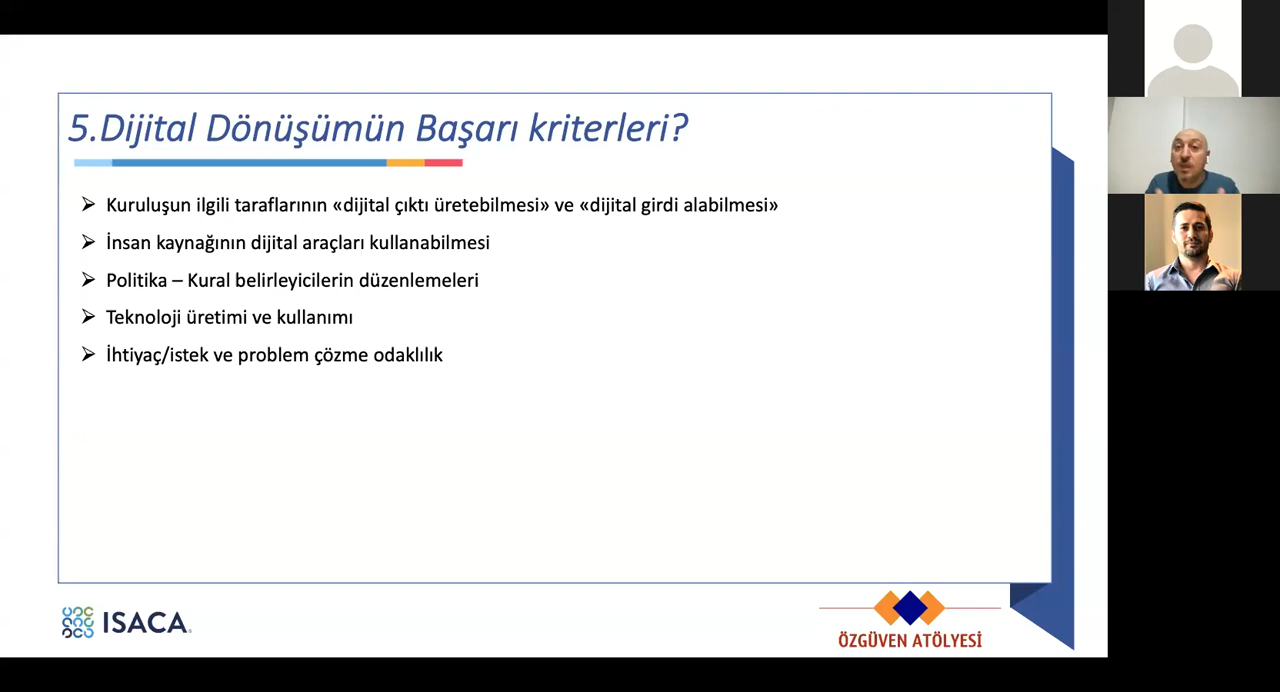 5.Dijital Dönüşümün Başarı kriterleri?
➢ Kuruluşun ilgili taraflarının «dijital çıktı üretebilmesi» ve «dijital girdi alabilmesi»
➢ İnsan kaynağının dijital araçları kullanabilmesi
➢ Politika – Kural belirleyicilerin düzenlemeleri
➢ Teknoloji üretimi ve kullanımı
➢ İhtiyaç/istek ve problem çözme odaklılık
ISACA
ÖZGÜVEN ATÖLYESİ